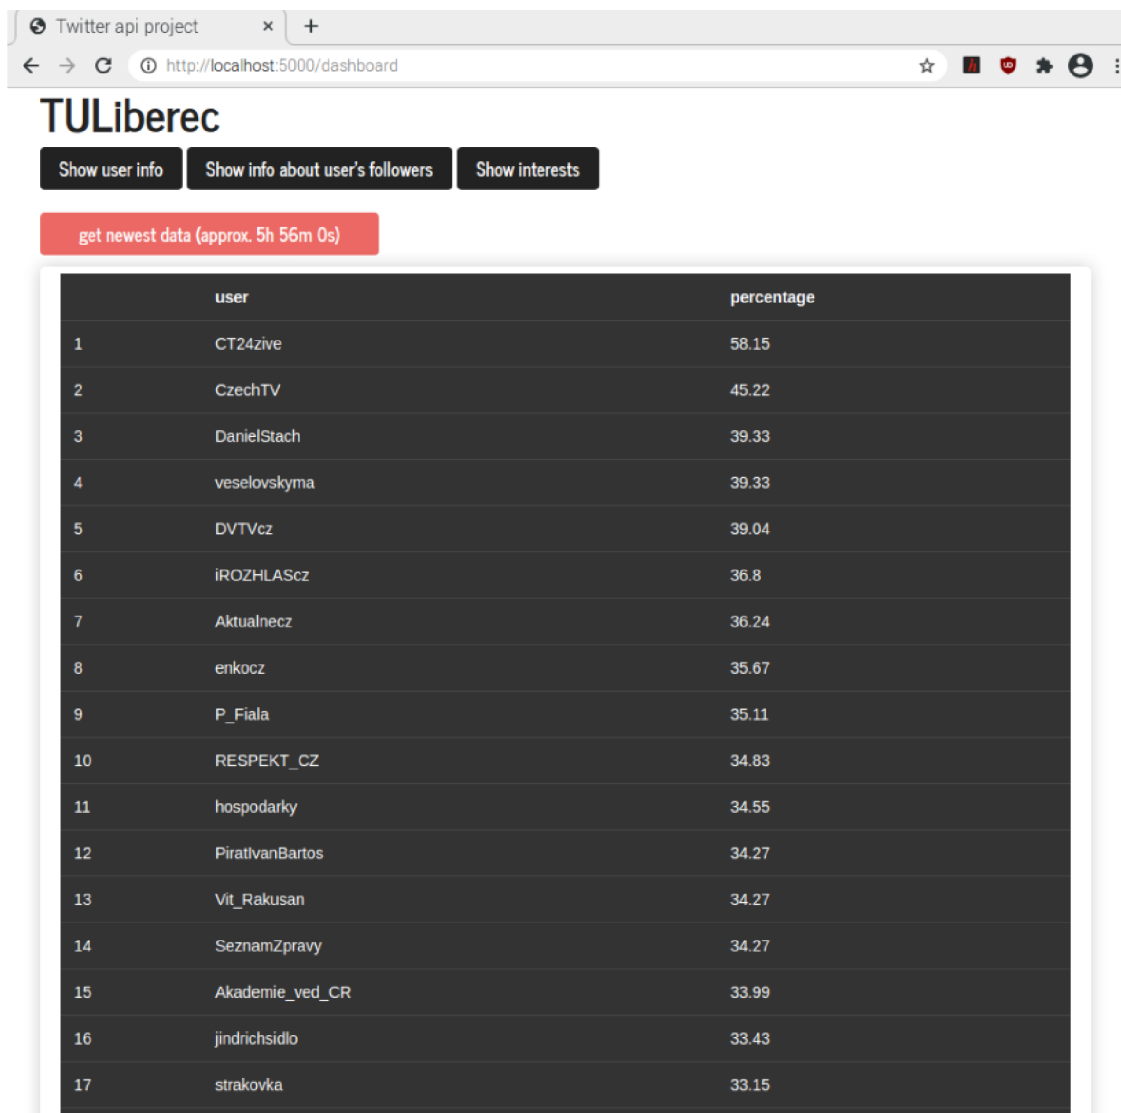 Twitter api project
http://localhost:5000/dashboard
TULiberec
Show user info Show info about user's followers Show interests
get newest data (approx. 5h 56m 0s)
user percentage
1 CT24zive 58.15
2 CzechTV 45.22
3 DanielStach 39.33
4 veselovskyma 39.33
5 DVTVcz 39.04
6 iROZHLAScz 36.8
7 Aktualnecz 36.24
8 enkocz 35.67
9 P_Fiala 35.11
10 RESPEKT_CZ 34.83
11 hospodarky 34.55
12 PiratIvanBartos 34.27
13 Vit_Rakusan 34.27
14 SeznamZpravy 34.27
15 Akademie_ved_CR 33.99
16 jindrichsidlo 33.43
17 strakovka 33.15